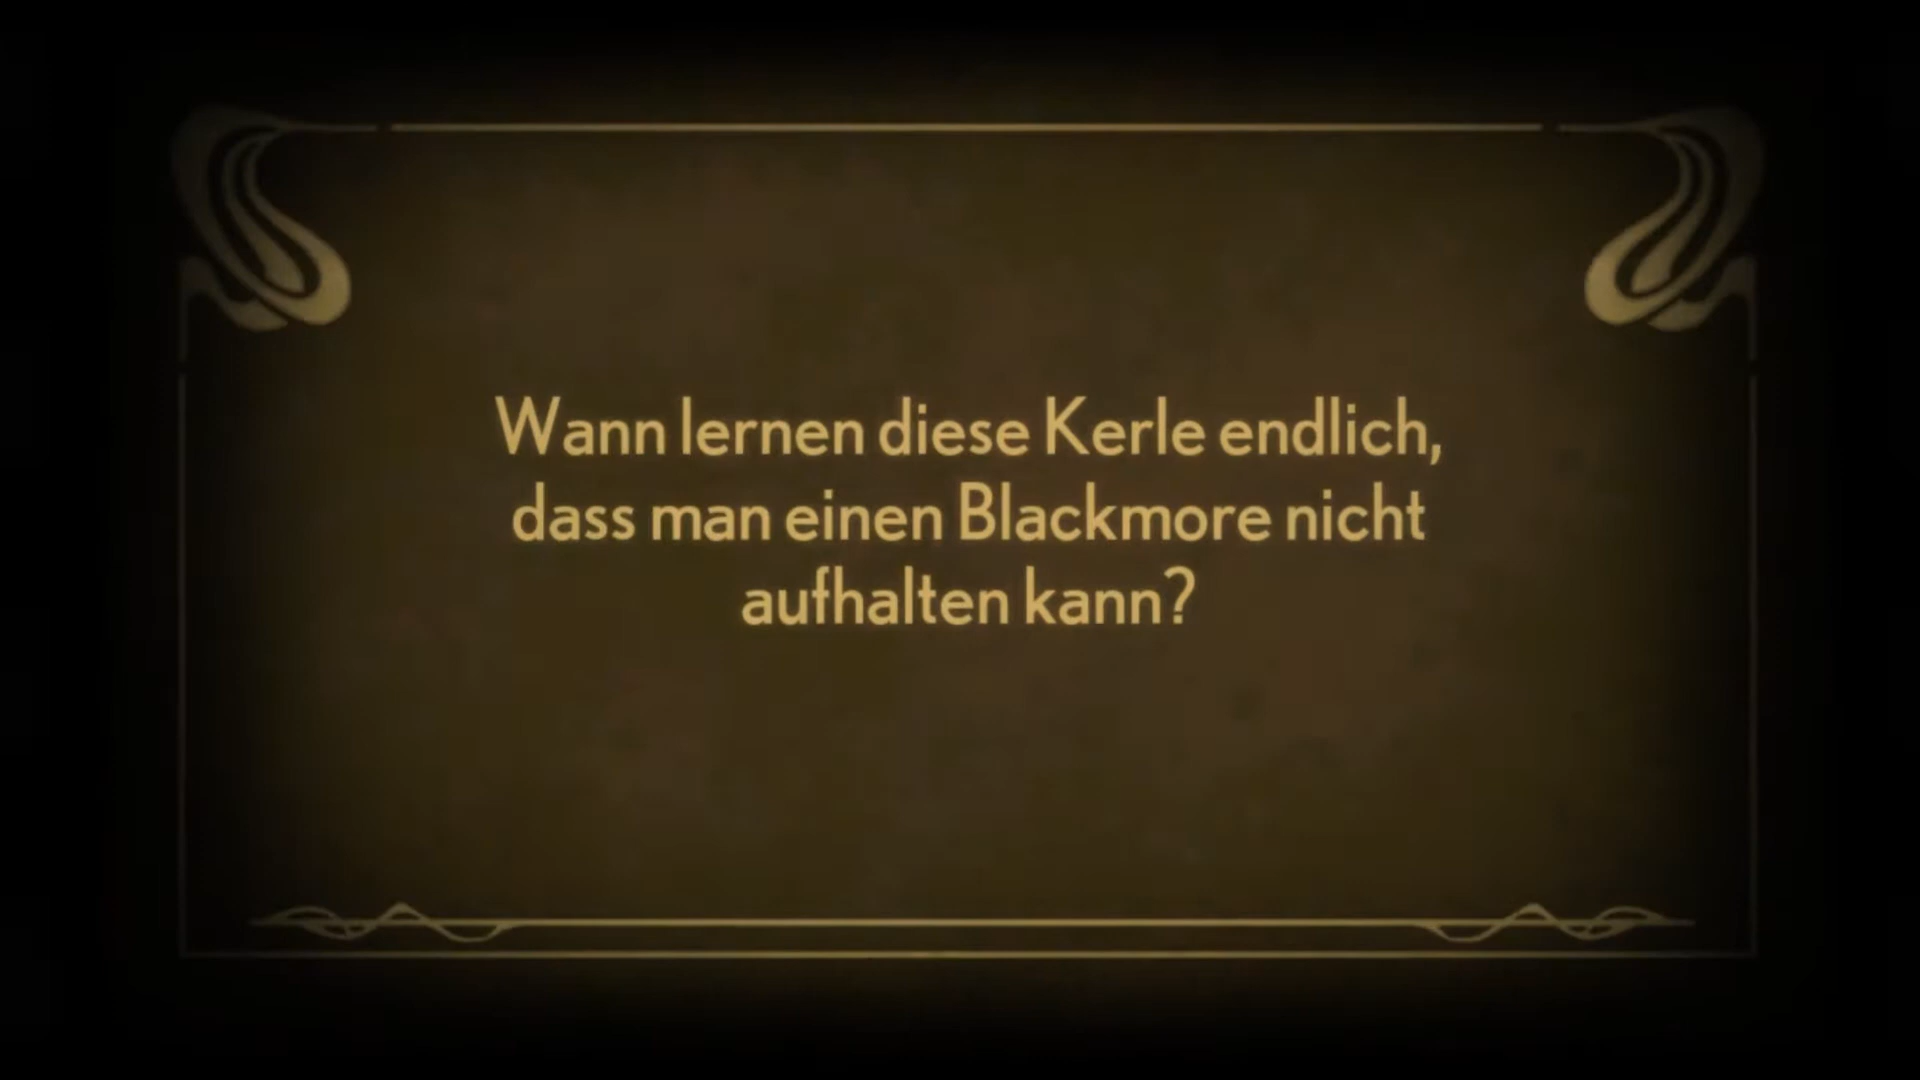 Wann lernen diese Kerle endlich,
dass man einen Blackmore nicht
aufhalten kann?